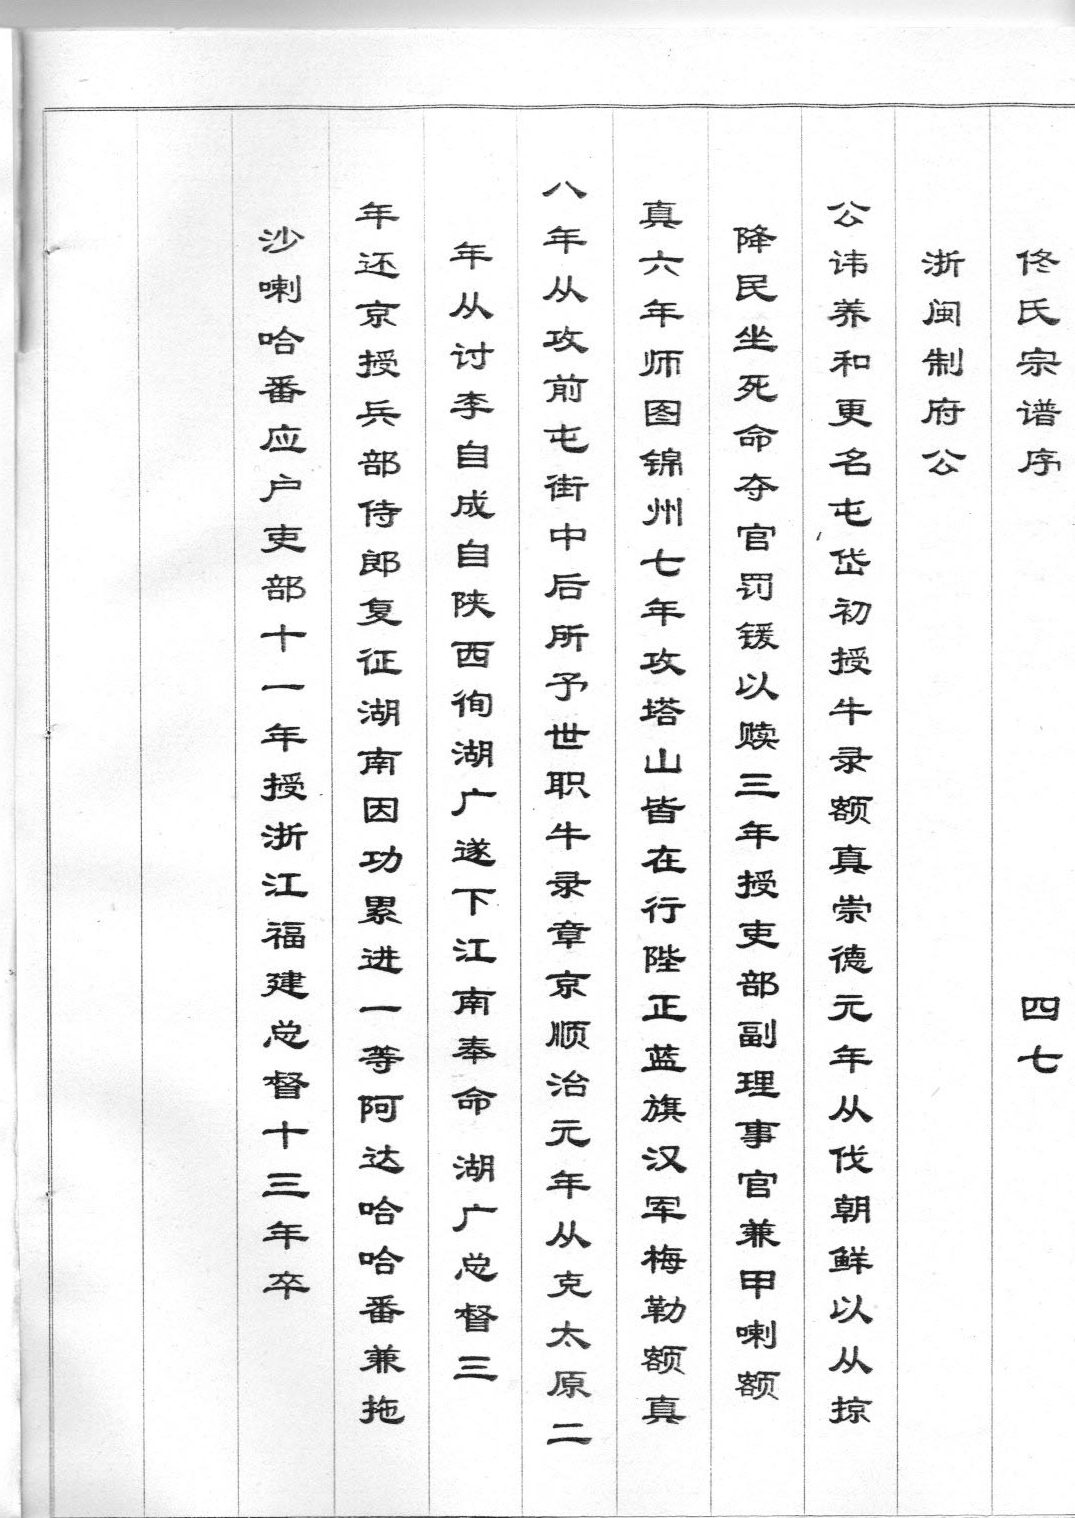 佟氏宗谱序 四七
浙闽制府公
公讳养和更名屯岱初授牛录额真崇德元年从伐朝鲜以从掠
降民坐死命夺官罚锾以赎三年授吏部副理事官兼甲喇额
真六年师图锦州七年攻塔山皆在行陛正蓝旗汉军梅勒额真
八年从攻前屯街中后所予世职牛录章京顺治元年从克太原二
年从讨李自成自陕西徇湖广遂下江南奉命 湖广总督三
年还京授兵部侍郎复征湖南因功累进一等阿达哈哈番兼拖
沙喇哈番应户吏部十一年授浙江福建总督十三年卒